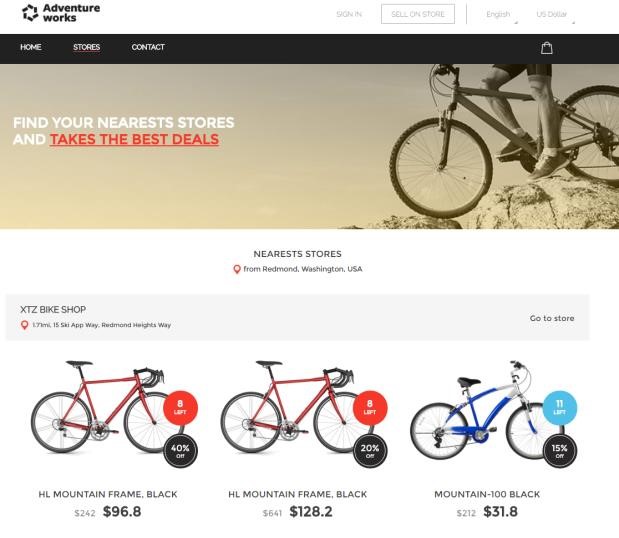 Adventure
works
SIGN IN
SELL ON STORE
English
US Dollar
HOME
STORES
CONTACT
FIND YOUR NEARESTS STORES
AND TAKES THE BEST DEALS
NEARESTS STORES
from Redmond, Washington, USA
XTZ BIKE SHOP
1.71mi, 15 Ski App Way, Redmond Heights Way
Go to store
8
LEFT
40%
Off
8
LEFT
20%
Off
11
LEFT
15%
Off
HL MOUNTAIN FRAME, BLACK
$242 $96.8
HL MOUNTAIN FRAME, BLACK
$641 $128.2
MOUNTAIN-100 BLACK
$212 $31.8